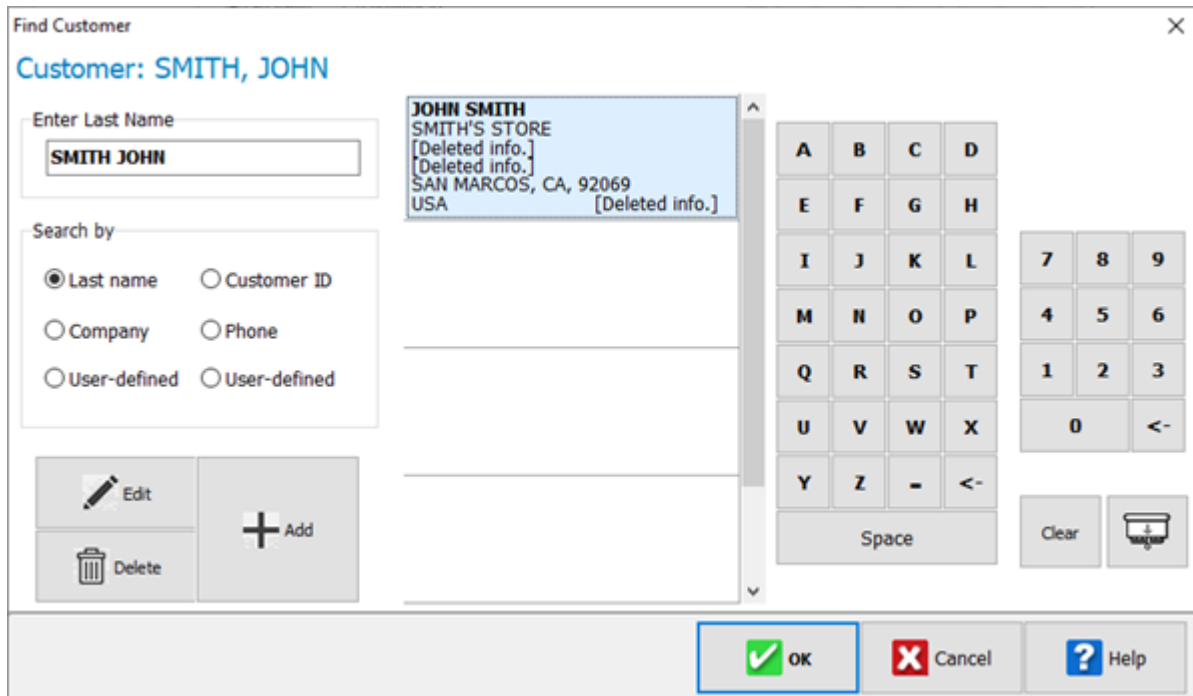 Find Customer
Customer: SMITH, JOHN
Enter Last Name
SMITH JOHN
Search by
Last name
Customer ID
Company
Phone
User-defined
User-defined
Edit
Delete
Add
JOHN SMITH
SMITH'S STORE
[Deleted info.]
[Deleted info.]
SAN MARCOS, CA, 92069
USA [Deleted info.]
A B C D
E F G H
I J K L
M N O P
Q R S T
U V W X
Y Z - <-
Space
7 8 9
4 5 6
1 2 3
0 <-
Clear
OK
Cancel
Help